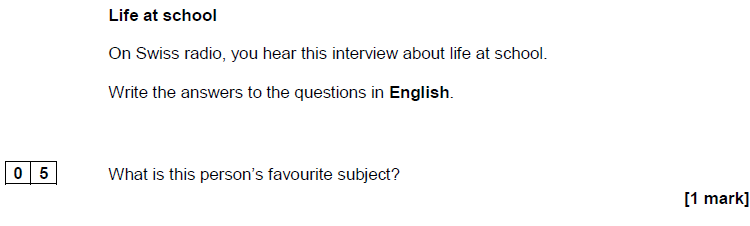 Life at school
On Swiss radio, you hear this interview about life at school.
Write the answers to the questions in English.
0 5 What is this person's favourite subject?
[1 mark]